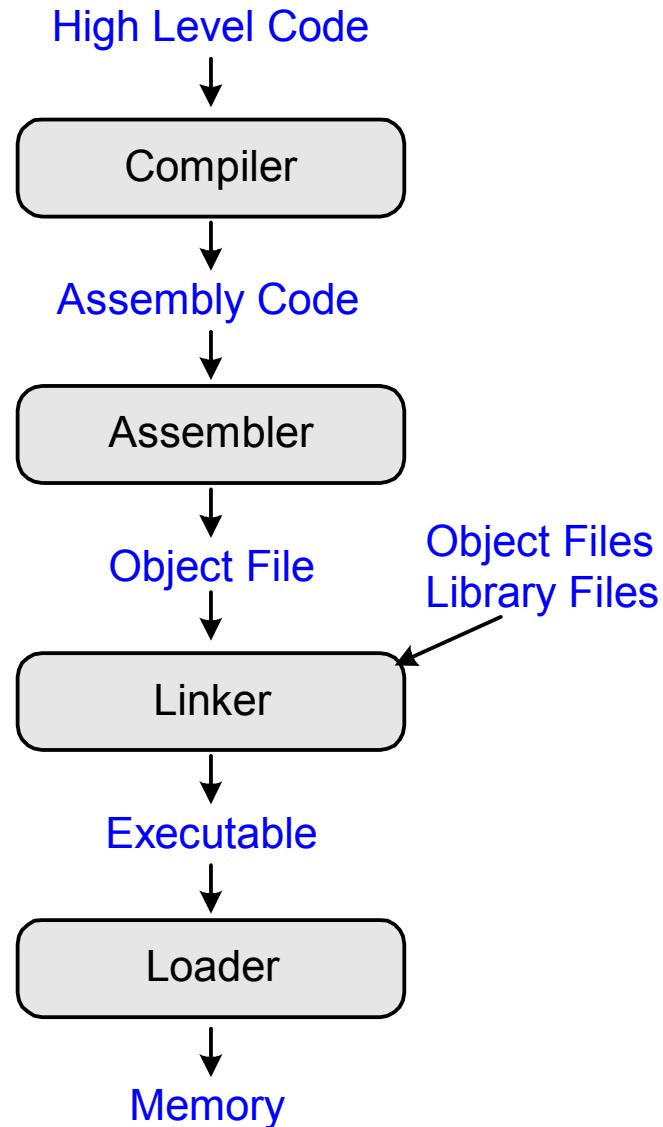 High Level Code
Compiler
Assembly Code
Assembler
Object File
Object Files
Library Files
Linker
Executable
Loader
Memory